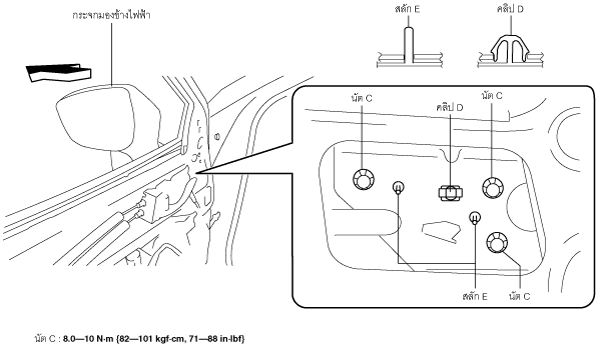 สลัก E
คลิป D
กระจกมองข้างไฟฟ้า
นัต C
คลิป D
นัต C
สลัก E
นัต C
นัต C : 8.0—10 N·m {82—101 kgf·cm, 71—88 in·lbf}